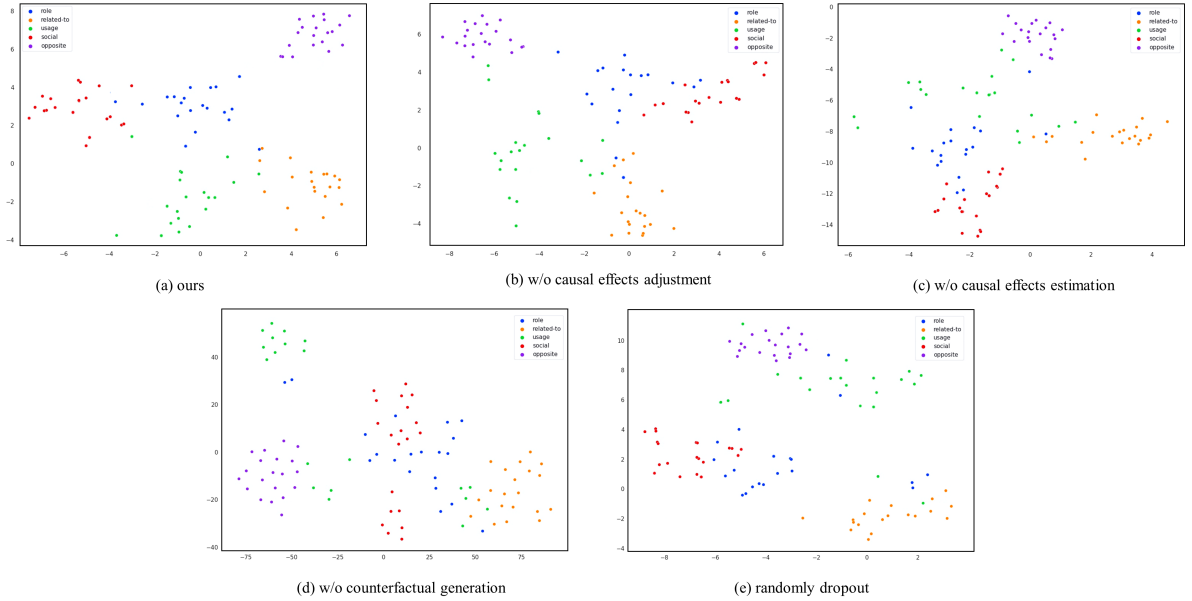 role
related-to
usage
social
opposite
8
6
4
2
0
−2
−4
−6
−4
−2
0
2
4
6
(a) ours
role
related-to
usage
social
opposite
6
4
2
0
−2
−4
−8
−6
−4
−2
0
2
4
6
(b) w/o causal effects adjustment
role
related-to
usage
social
opposite
0
−2
−4
−6
−8
−10
−12
−14
−6
−4
−2
0
2
4
(c) w/o causal effects estimation
role
related-to
usage
social
opposite
40
20
0
−20
−40
−75
−50
−25
0
25
50
75
(d) w/o counterfactual generation
role
related-to
usage
social
opposite
10
8
6
4
2
0
−2
−4
−8
−6
−4
−2
0
2
(e) randomly dropout